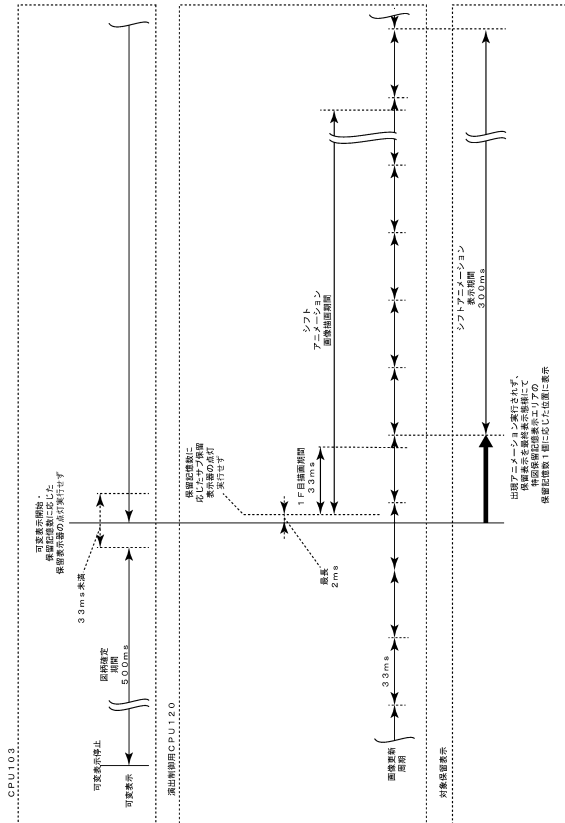 CPU103
可変表示停止
可変表示
図柄確定
期間
500ms
33ms未満
可変表示開始・
保留記憶数に応じた
保留表示器の点灯実行せず
演出制御用CPU120
最長
2ms
保留記憶数に
応じたサブ保留
表示器の点灯
実行せず
1F目描画期間
33ms
シフト
アニメーション
画像描画期間
画像更新
周期
33ms
対象保留表示
出現アニメーション実行されず、
保留表示を最終表示態様にて
特図保留記憶表示エリアの
保留記憶数-1個に応じた位置に表示
シフトアニメーション
表示期間
300ms